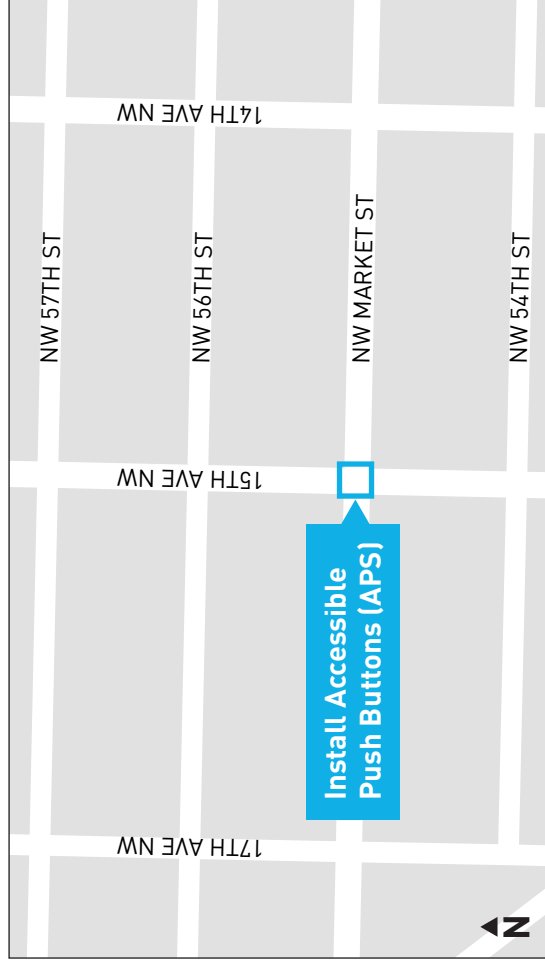 NW 57TH ST
NW 56TH ST
NW MARKET ST
NW 54TH ST
14TH AVE NW
15TH AVE NW
17TH AVE NW
Install Accessible
Push Buttons (APS)
N